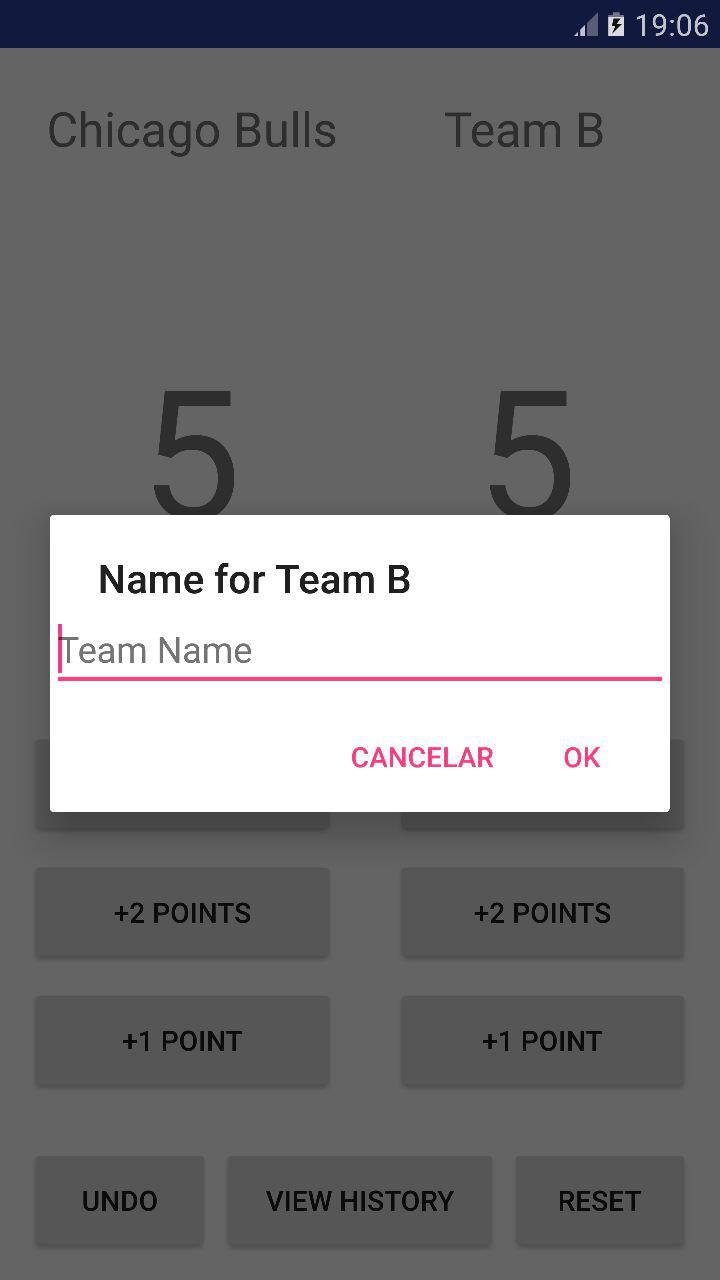 19:06
Chicago Bulls Team B
5 5
Name for Team B
Team Name
CANCELAR OK
+2 POINTS +2 POINTS
+1 POINT +1 POINT
UNDO VIEW HISTORY RESET